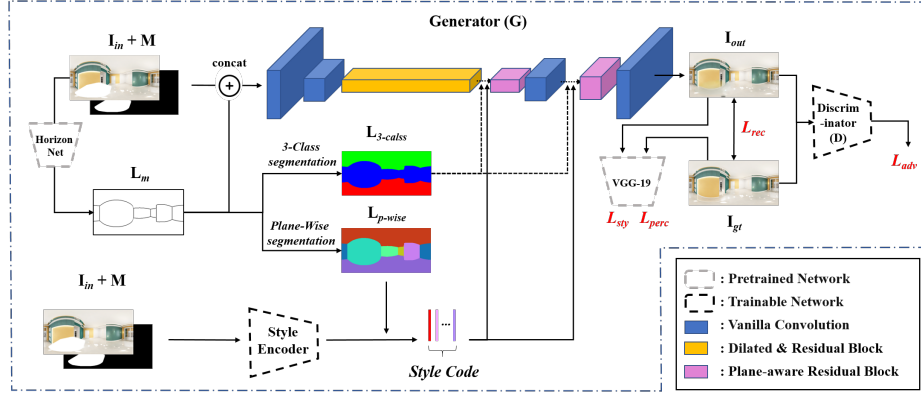 Generator (G)
I_in + M
concat
+
I_out
Horizon
Net
L_m
3-Class
segmentation
L_3-calss
Plane-Wise
segmentation
L_p-wise
L_rec
Discrim
-inator
(D)
L_adv
VGG-19
L_sty
L_perc
I_gt
I_in + M
Style
Encoder
...
Style Code
: Pretrained Network
: Trainable Network
: Vanilla Convolution
: Dilated & Residual Block
: Plane-aware Residual Block